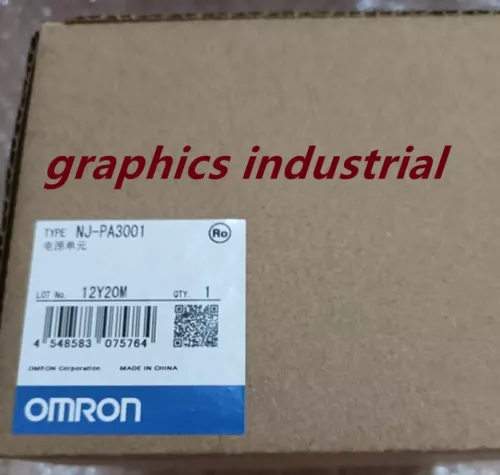 graphics industrial
TYPE NJ-PA3001
Ro
电源单元
LOT No. 12Y20M QTY. 1
4 548583 075764
OMRON Corporation MADE IN CHINA
OMRON